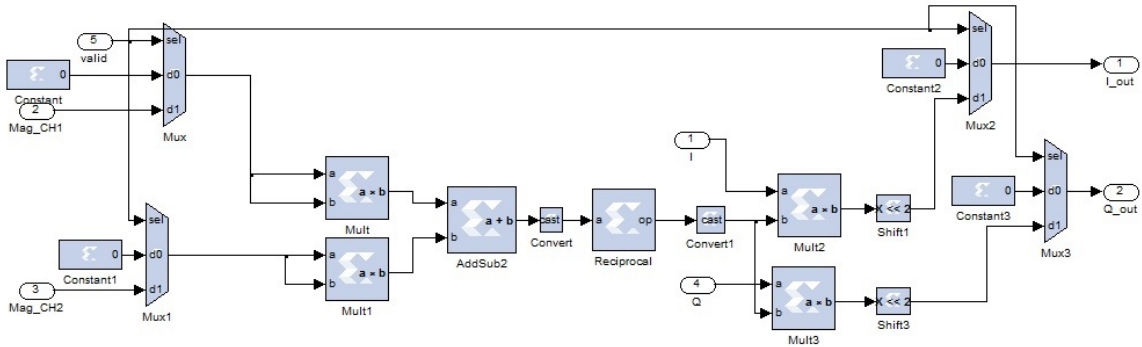 5
valid
0
Constant
2
Mag_CH1
sel
d0
d1
Mux
0
Constant1
3
Mag_CH2
sel
d0
d1
Mux1
a
b
a × b
Mult
a
b
a × b
Mult1
a
b
a + b
AddSub2
cast
Convert
a
op
Reciprocal
cast
Convert1
1
I
4
Q
a
b
a × b
Mult2
a
b
a × b
Mult3
X << 2
Shift1
X << 2
Shift3
0
Constant2
sel
d0
d1
Mux2
0
Constant3
sel
d0
d1
Mux3
1
I_out
2
Q_out